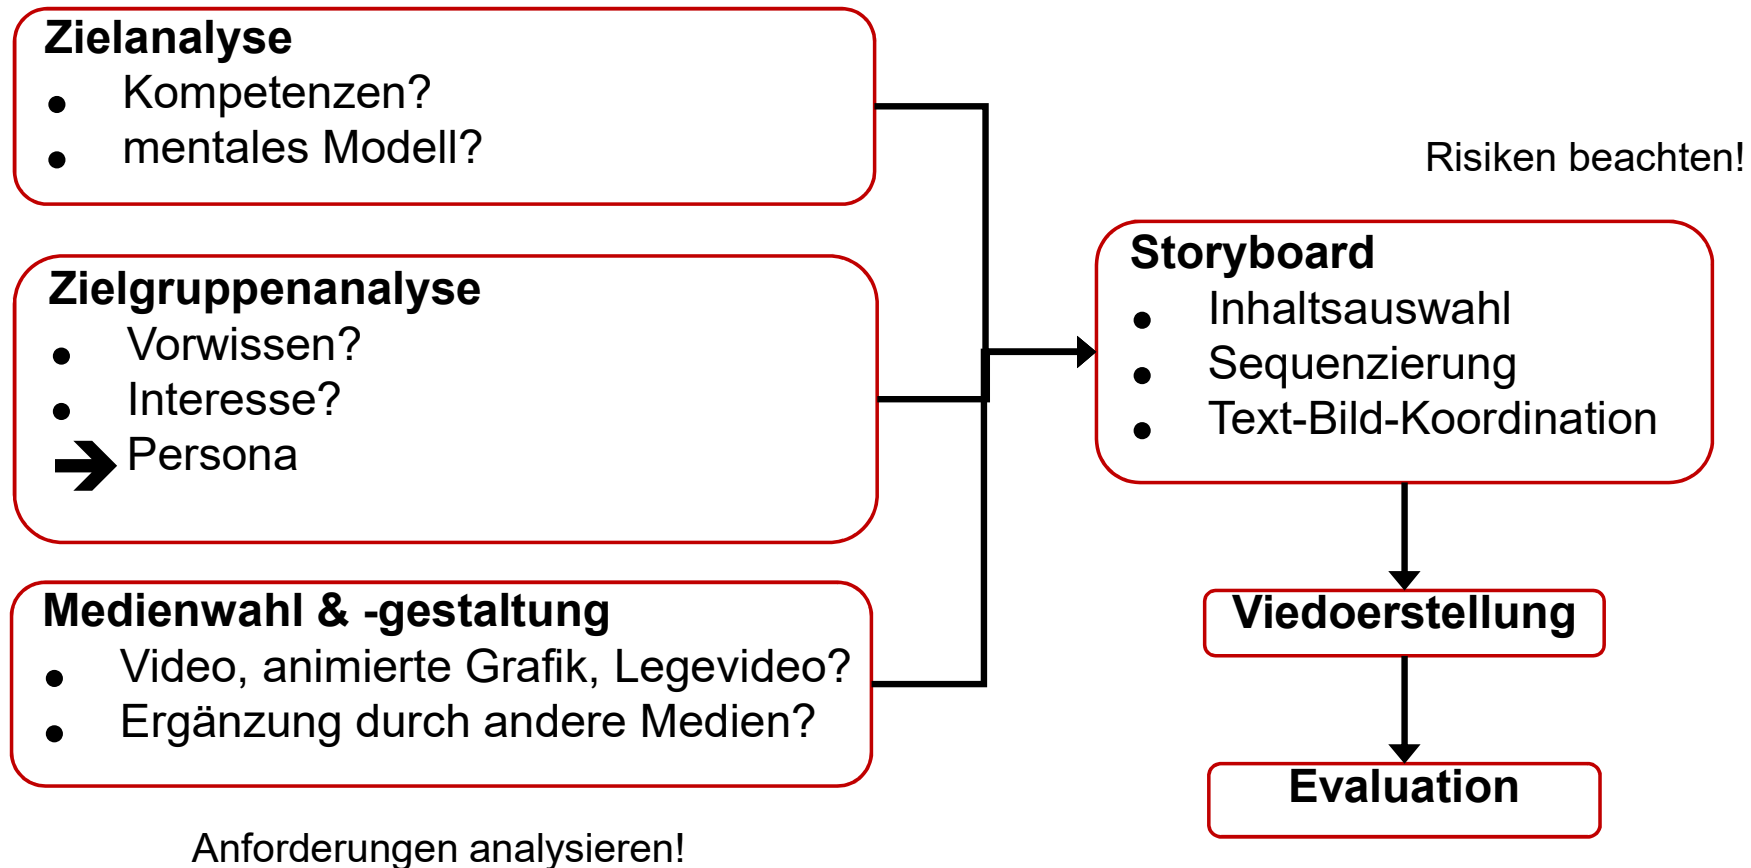 Zielanalyse
● Kompetenzen?
● mentales Modell?
Zielgruppenanalyse
● Vorwissen?
● Interesse?
➔ Persona
Medienwahl & -gestaltung
● Video, animierte Grafik, Legevideo?
● Ergänzung durch andere Medien?
Anforderungen analysieren!
Risiken beachten!
Storyboard
● Inhaltsauswahl
● Sequenzierung
● Text-Bild-Koordination
Viedoerstellung
Evaluation